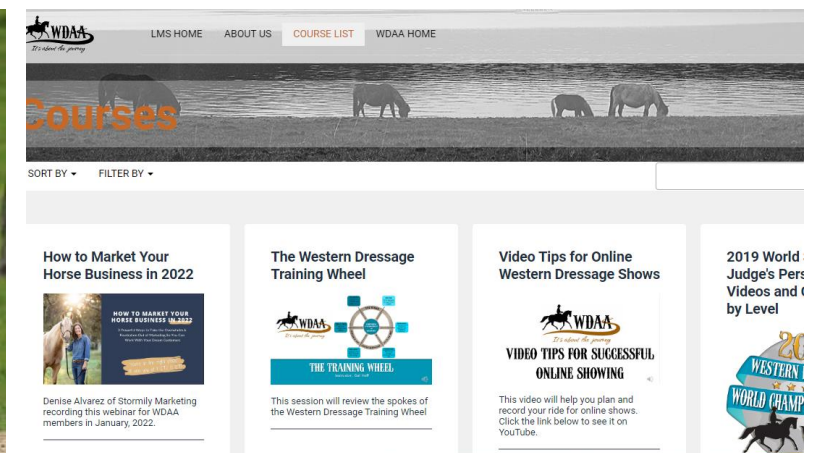 WDAA
It's about the journey
LMS HOME ABOUT US COURSE LIST WDAA HOME
Courses
SORT BY FILTER BY
How to Market Your
Horse Business in 2022
HOW TO MARKET YOUR
HORSE BUSINESS IN 2022
Denise Alvarez of Stormily Marketing
recording this webinar for WDAA
members in January, 2022.
The Western Dressage
Training Wheel
WDAA
It's about the journey
THE TRAINING WHEEL
This session will review the spokes of
the Western Dressage Training Wheel
Video Tips for Online
Western Dressage Shows
WDAA
It's about the journey
VIDEO TIPS FOR SUCCESSFUL
ONLINE SHOWING
This video will help you plan and
record your ride for online shows.
Click the link below to see it on
YouTube.
2019 World
Judge's Pers
Videos and
by Level
20
WESTERN
WORLD CHAMP